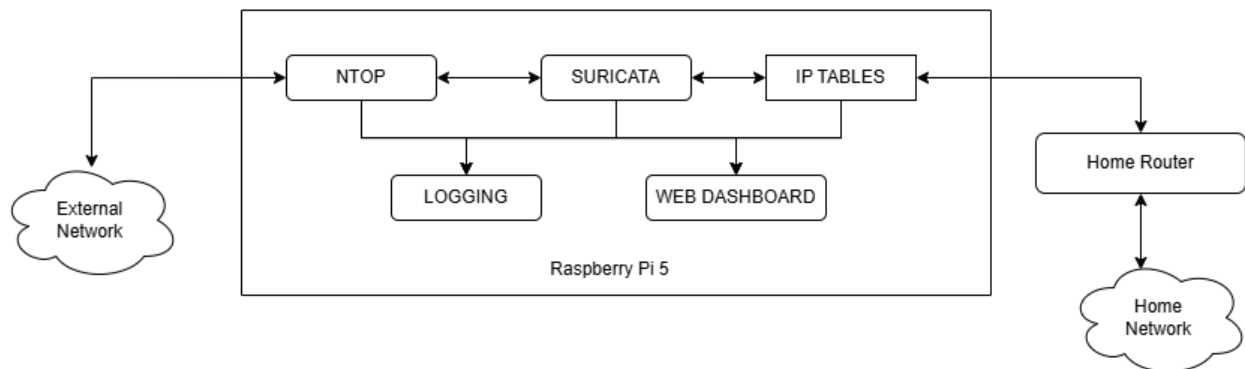 NTOP
SURICATA
IP TABLES
Home Router
LOGGING
WEB DASHBOARD
External
Network
Raspberry Pi 5
Home
Network